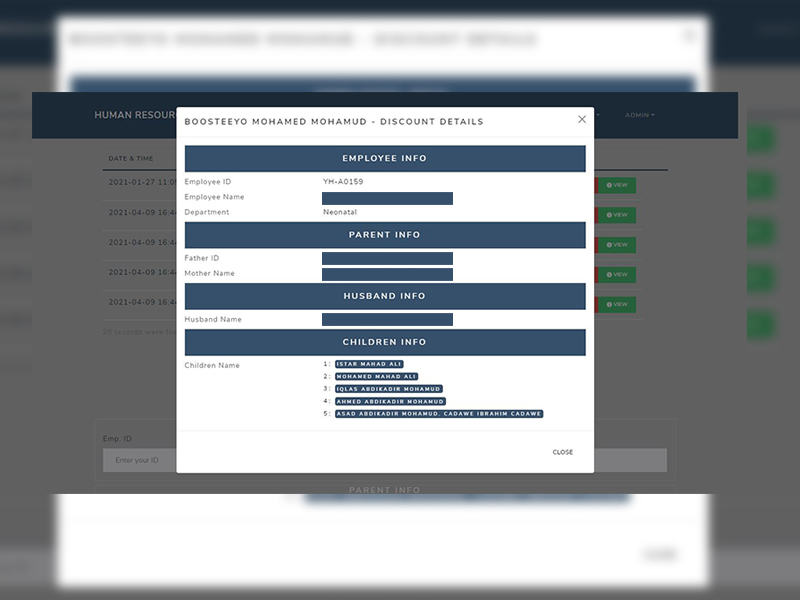 BOOSTEEYO MOHAMED MOHAMUD - DISCOUNT DETAILS
HUMAN RESOUR
BOOSTEEYO MOHAMED MOHAMUD - DISCOUNT DETAILS
ADMIN
DATE & TIME
EMPLOYEE INFO
2021-01-27 11:0
Employee ID YH-A0159
VIEW
Employee Name
2021-04-09 16:4
Department Neonatal
VIEW
PARENT INFO
2021-04-09 16:4
VIEW
Father ID
2021-04-09 16:4
Mother Name
VIEW
HUSBAND INFO
2021-04-09 16:4
VIEW
Husband Name
CHILDREN INFO
Children Name
1: ISTAR MAHAD ALI
2: MOHAMED MAHAD ALI
3: IQLAS ABDIKADIR MOHAMUD
4: AHMED ABDIKADIR MOHAMUD
5: ASAD ABDIKADIR MOHAMUD, CADAWE IBRAHIM CADAWE
Emp. ID
Enter your ID
CLOSE
PARENT INFO